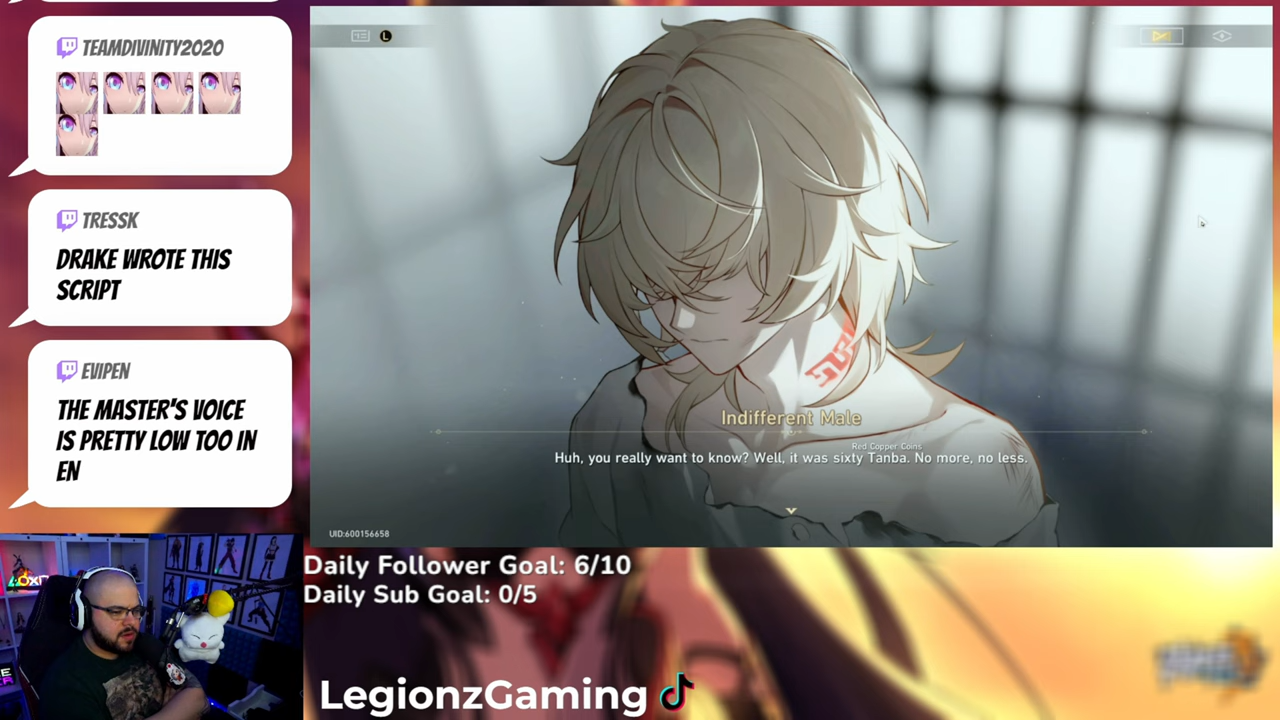 TEAMDIVINITY2020
TRESSK
DRAKE WROTE THIS
SCRIPT
EVIPEN
THE MASTER'S VOICE
IS PRETTY LOW TOO IN
EN
L
Indifferent Male
Red Copper Coins
Huh, you really want to know? Well, it was sixty Tanba. No more, no less.
UID:600156658
Daily Follower Goal: 6/10
Daily Sub Goal: 0/5
LegionzGaming